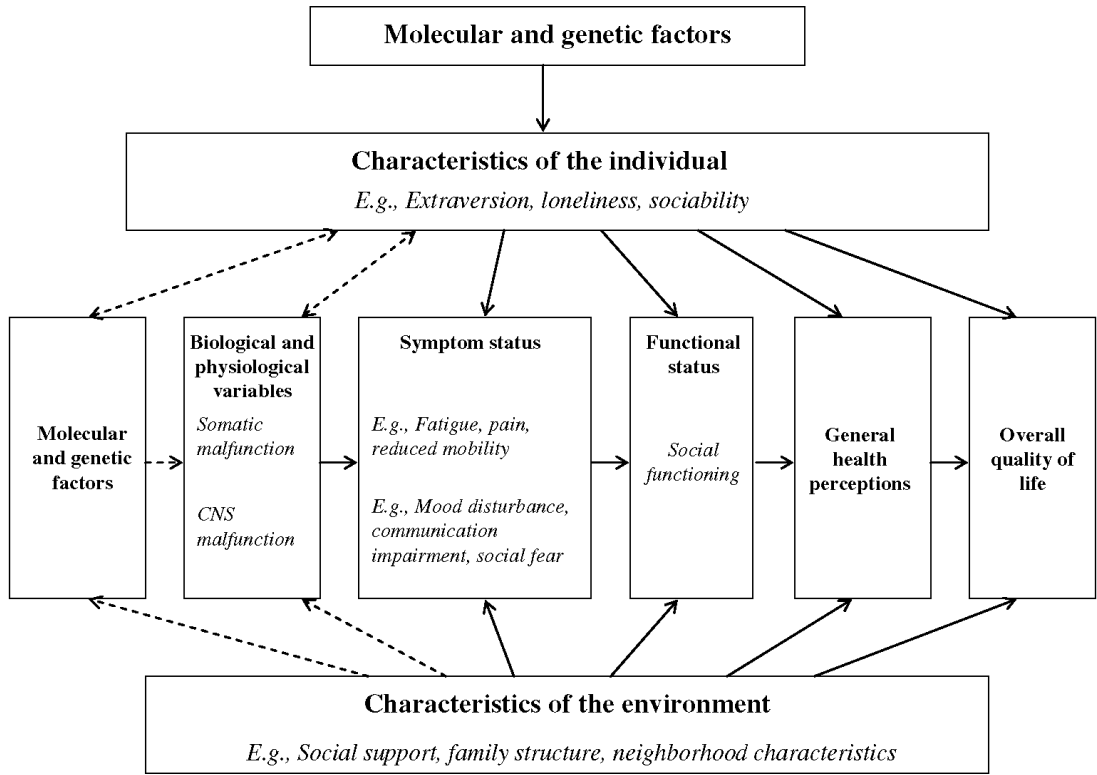 Molecular and genetic factors
Characteristics of the individual
E.g., Extraversion, loneliness, sociability
Molecular
and genetic
factors
Biological and
physiological
variables
Somatic
malfunction
CNS
malfunction
Symptom status
E.g., Fatigue, pain,
reduced mobility
E.g., Mood disturbance,
communication
impairment, social fear
Functional
status
Social
functioning
General
health
perceptions
Overall
quality of
life
Characteristics of the environment
E.g., Social support, family structure, neighborhood characteristics